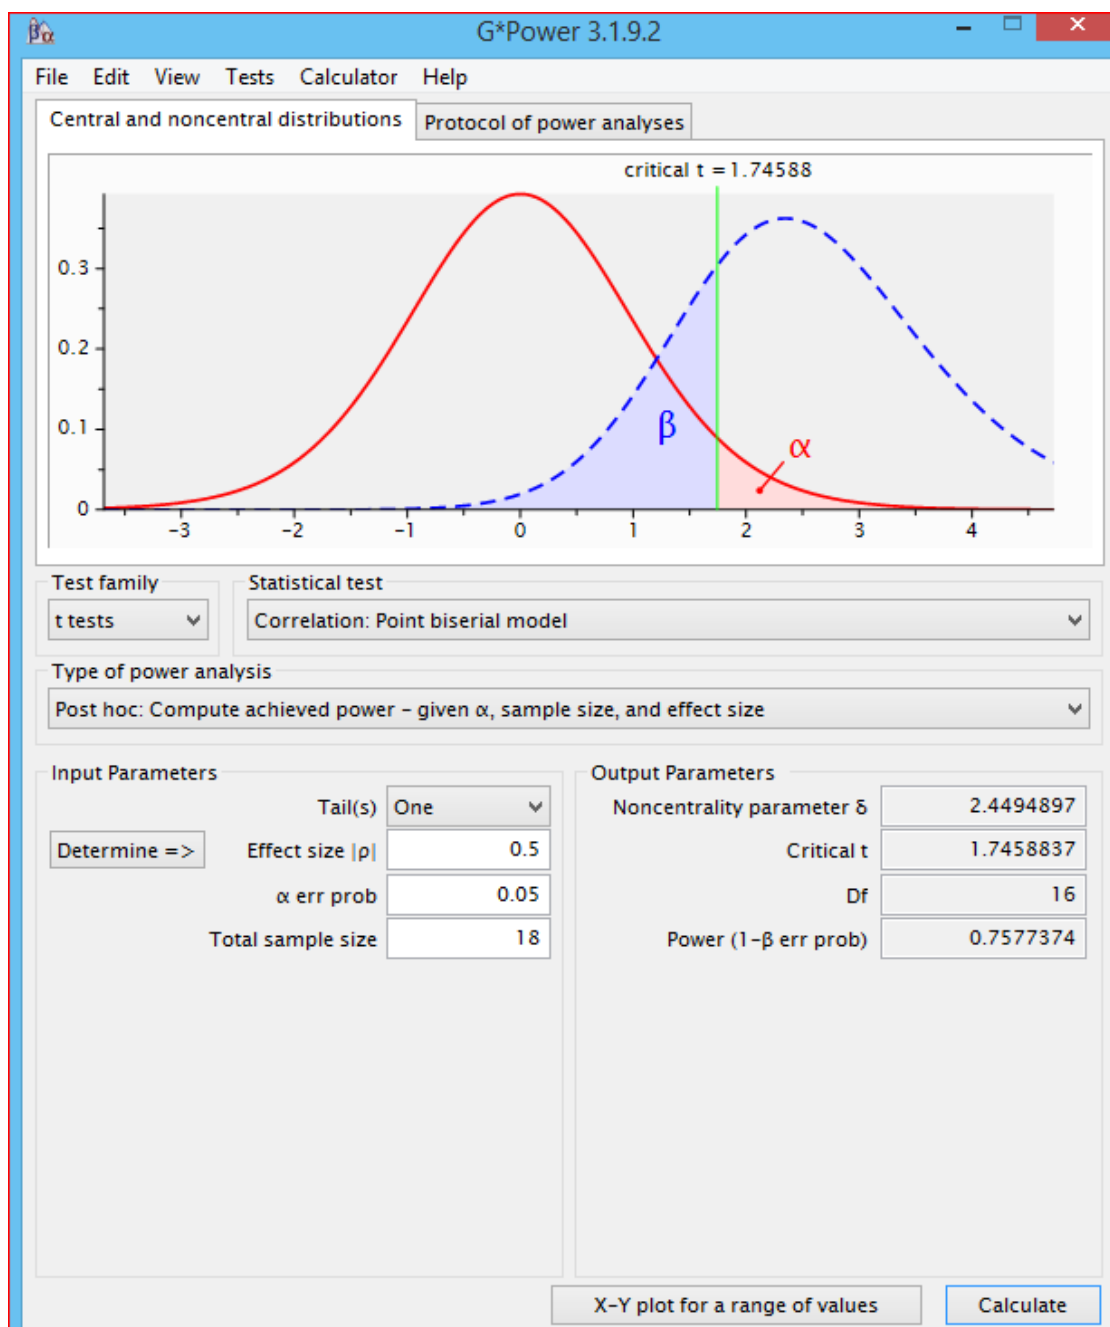 βα G*Power 3.1.9.2
File Edit View Tests Calculator Help
Central and noncentral distributions Protocol of power analyses
critical t = 1.74588
0.3
0.2
0.1
0
β
α
-3 -2 -1 0 1 2 3 4
Test family Statistical test
t tests Correlation: Point biserial model
Type of power analysis
Post hoc: Compute achieved power - given α, sample size, and effect size
Input Parameters Output Parameters
Tail(s) One Noncentrality parameter δ 2.4494897
Determine => Effect size |ρ| 0.5 Critical t 1.7458837
α err prob 0.05 Df 16
Total sample size 18 Power (1-β err prob) 0.7577374
X-Y plot for a range of values Calculate